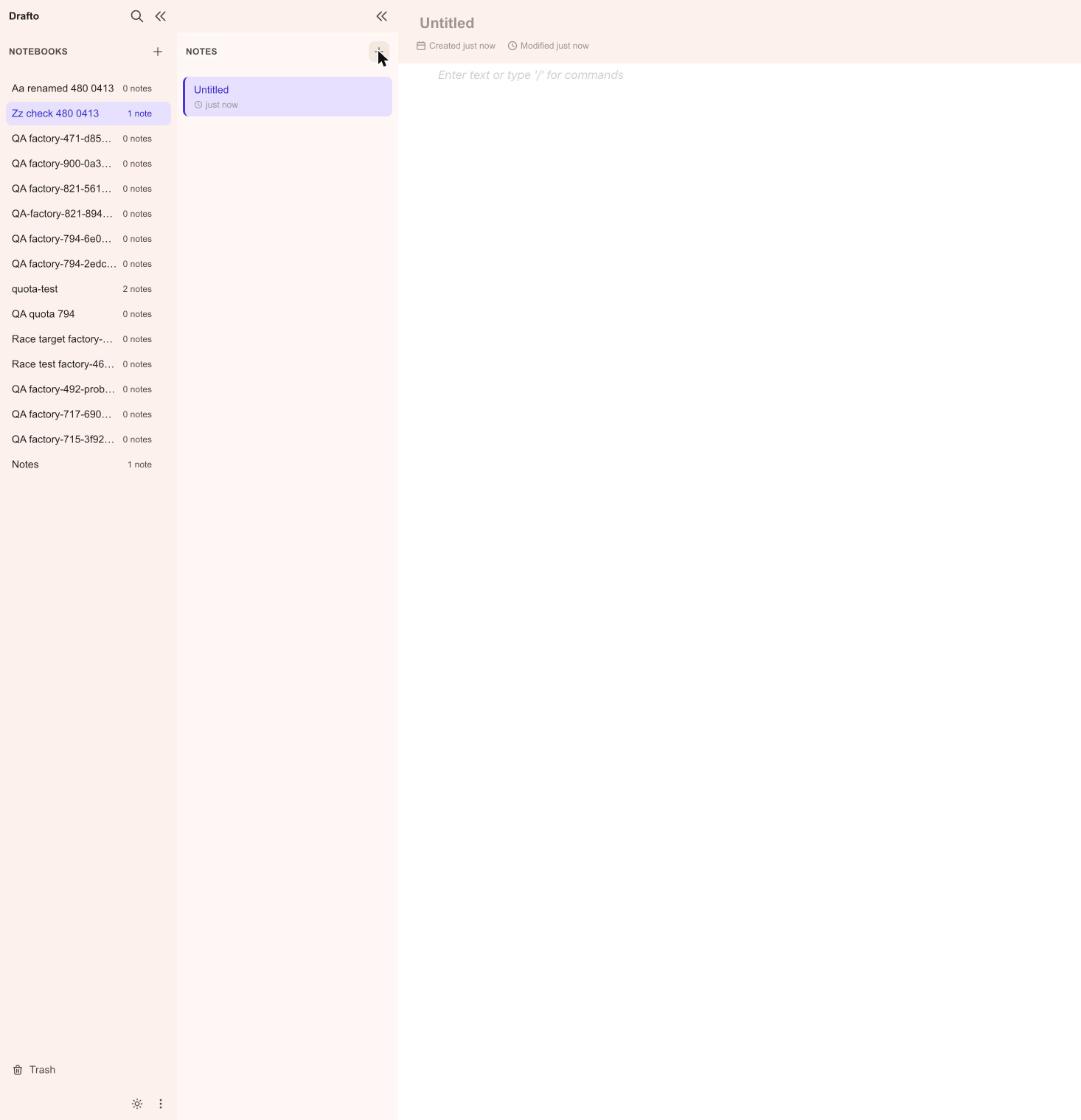 Drafto
NOTEBOOKS
Aa renamed 480 0413 0 notes
Zz check 480 0413 1 note
QA factory-471-d85... 0 notes
QA factory-900-0a3... 0 notes
QA factory-821-561... 0 notes
QA-factory-821-894... 0 notes
QA factory-794-6e0... 0 notes
QA factory-794-2edc... 0 notes
quota-test 2 notes
QA quota 794 0 notes
Race target factory-... 0 notes
Race test factory-46... 0 notes
QA factory-492-prob... 0 notes
QA factory-717-690... 0 notes
QA factory-715-3f92... 0 notes
Notes 1 note
Trash
NOTES
Untitled
just now
Untitled
Created just now Modified just now
Enter text or type '/' for commands